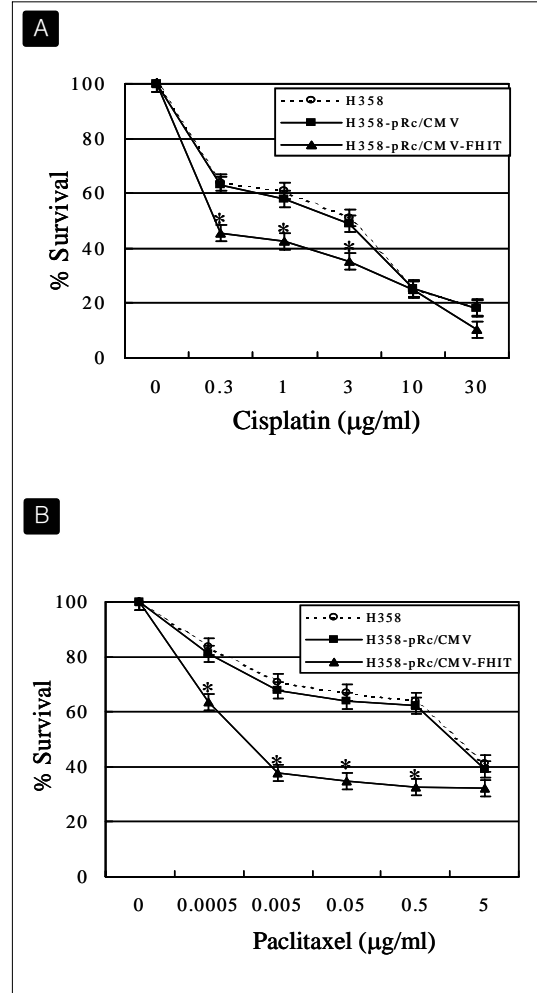 A
100
80
60
40
20
0
% Survival
H358
H358-pRc/CMV
H358-pRc/CMV-FHIT
*
*
*
0 0.3 1 3 10 30
Cisplatin (µg/ml)
B
100
80
60
40
20
0
% Survival
H358
H358-pRc/CMV
H358-pRc/CMV-FHIT
*
*
*
*
0 0.0005 0.005 0.05 0.5 5
Paclitaxel (µg/ml)